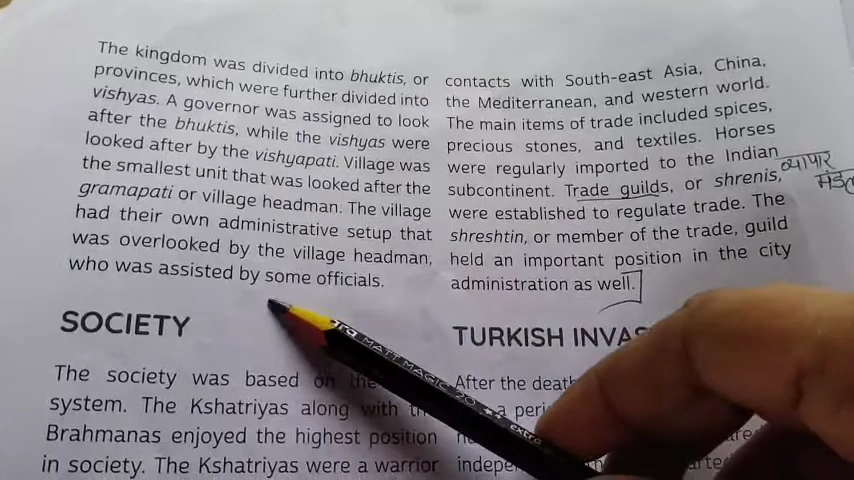 The kingdom was divided into bhuktis, or
provinces, which were further divided into
vishyas. A governor was assigned to look
after the bhuktis, while the vishyas were
looked after by the vishyapati. Village was
the smallest unit that was looked after the
gramapati or village headman. The village
had their own administrative setup that
was overlooked by the village headman,
who was assisted by some officials.
SOCIETY
The society was based on the
system. The Kshatriyas along with
Brahmanas enjoyed the highest position
in society. The Kshatriyas were a warrior
contacts with South-east Asia, China,
the Mediterranean, and western world.
The main items of trade included spices,
precious stones, and textiles. Horses
were regularly imported to the Indian
subcontinent. Trade guilds, or shrenis,
were established to regulate trade. The
shreshtin, or member of the trade, guild
held an important position in the city
administration as well.
व्यापार
TURKISH
After the death
MATT MAGIC 2.0 extra